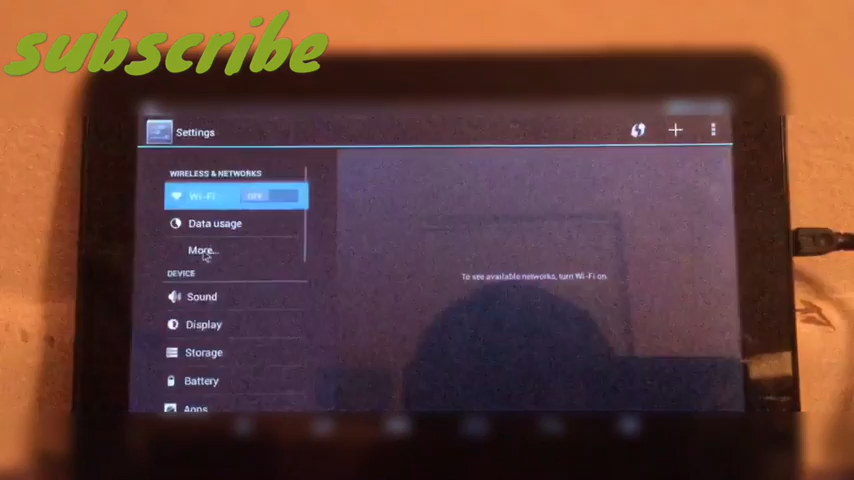 subscribe
Settings
WIRELESS & NETWORKS
Wi-Fi OFF
Data usage
More...
To see available networks, turn Wi-Fi on.
DEVICE
Sound
Display
Storage
Battery
Apps